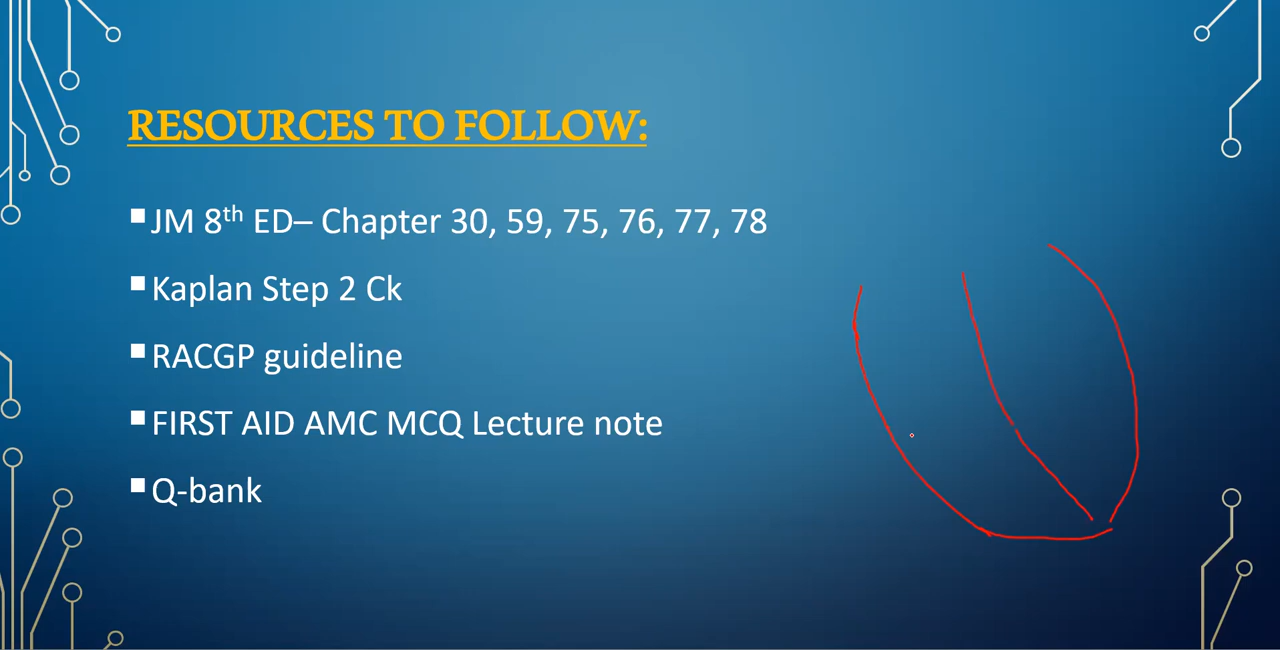 RESOURCES TO FOLLOW:
JM 8th ED– Chapter 30, 59, 75, 76, 77, 78
Kaplan Step 2 Ck
RACGP guideline
FIRST AID AMC MCQ Lecture note
Q-bank